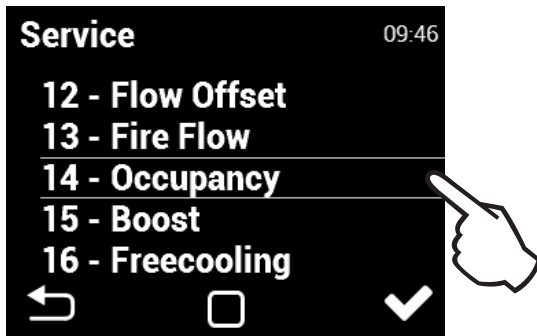 Service 09:46
12 - Flow Offset
13 - Fire Flow
14 - Occupancy
15 - Boost
16 - Freecooling